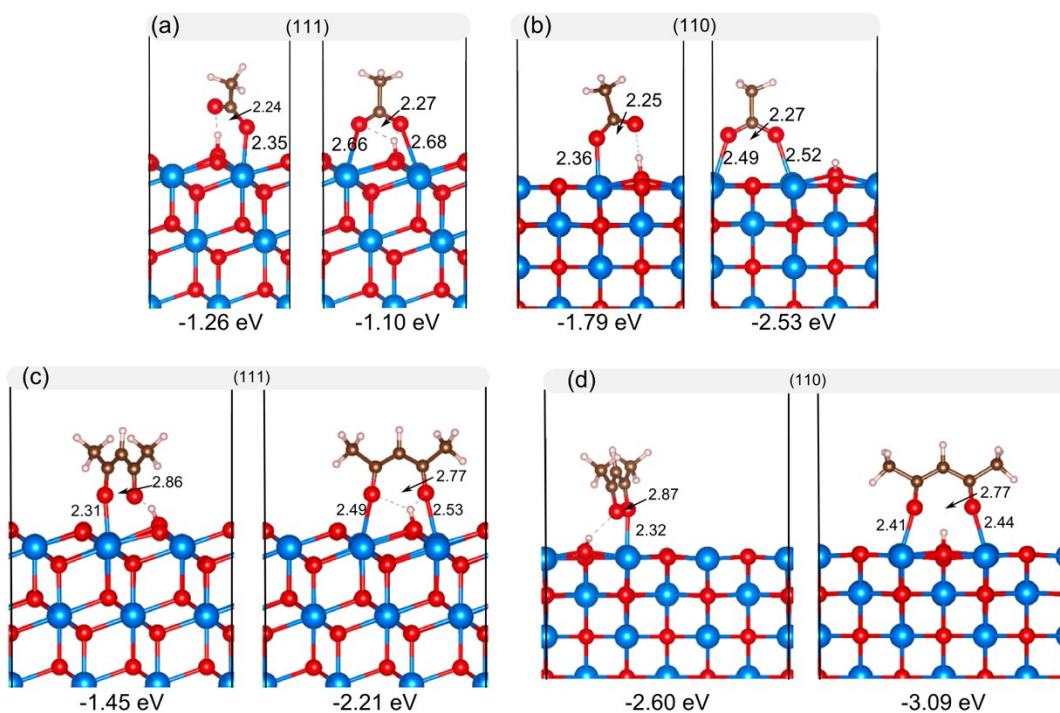 (a) (111)
2.24
2.35
2.27
2.66 2.68
-1.26 eV -1.10 eV
(b) (110)
2.25
2.36
2.27
2.49 2.52
-1.79 eV -2.53 eV
(c) (111)
2.86
2.31
2.77
2.49 2.53
-1.45 eV -2.21 eV
(d) (110)
2.87
2.32
2.77
2.41 2.44
-2.60 eV -3.09 eV